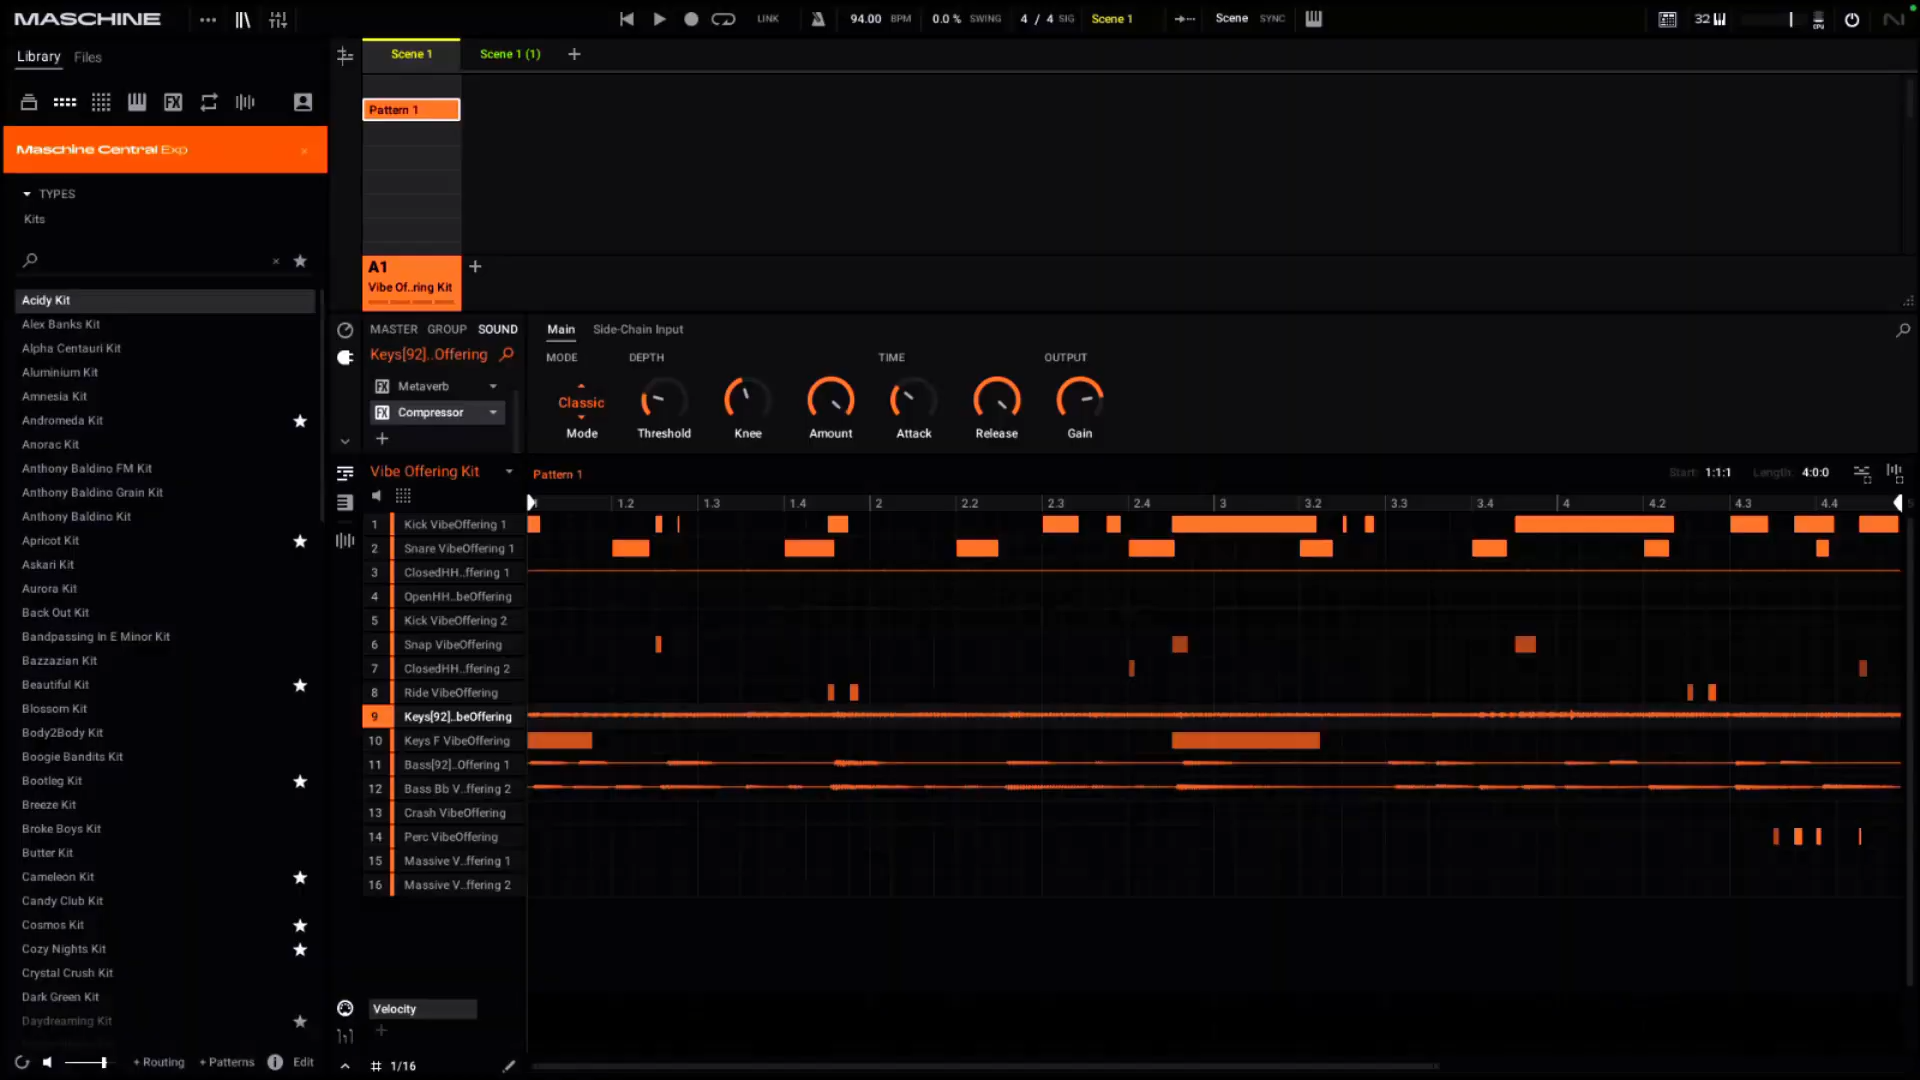 MASCHINE
LINK
94.00 BPM
0.0 % SWING
4 / 4 SIG
Scene 1
Scene SYNC
32
CPU
Library Files
Scene 1
Scene 1 (1)
FX
Pattern 1
Maschine Central Exp
TYPES
Kits
A1
Vibe Of..ring Kit
Acidy Kit
Alex Banks Kit
Alpha Centauri Kit
Aluminium Kit
Amnesia Kit
Andromeda Kit
Anorac Kit
Anthony Baldino FM Kit
Anthony Baldino Grain Kit
Anthony Baldino Kit
Apricot Kit
Askari Kit
Aurora Kit
Back Out Kit
Bandpassing In E Minor Kit
Bazzazian Kit
Beautiful Kit
Blossom Kit
Body2Body Kit
Boogie Bandits Kit
Bootleg Kit
Breeze Kit
Broke Boys Kit
Butter Kit
Cameleon Kit
Candy Club Kit
Cosmos Kit
Cozy Nights Kit
Crystal Crush Kit
Dark Green Kit
Daydreaming Kit
+ Routing + Patterns Edit
MASTER GROUP SOUND
Keys[92]..Offering
FX Metaverb
FX Compressor
Main Side-Chain Input
MODE DEPTH TIME OUTPUT
Classic
Mode Threshold Knee Amount Attack Release Gain
Vibe Offering Kit
Pattern 1
Start: 1:1:1 Length: 4:0:0
1.2 1.3 1.4 2 2.2 2.3 2.4 3 3.2 3.3 3.4 4 4.2 4.3 4.4 5
1 Kick VibeOffering 1
2 Snare VibeOffering 1
3 ClosedHH..ffering 1
4 OpenHH..beOffering
5 Kick VibeOffering 2
6 Snap VibeOffering
7 ClosedHH..ffering 2
8 Ride VibeOffering
9 Keys[92]..beOffering
10 Keys F VibeOffering
11 Bass[92]..Offering 1
12 Bass Bb V..ffering 2
13 Crash VibeOffering
14 Perc VibeOffering
15 Massive V..ffering 1
16 Massive V..ffering 2
Velocity
1/16